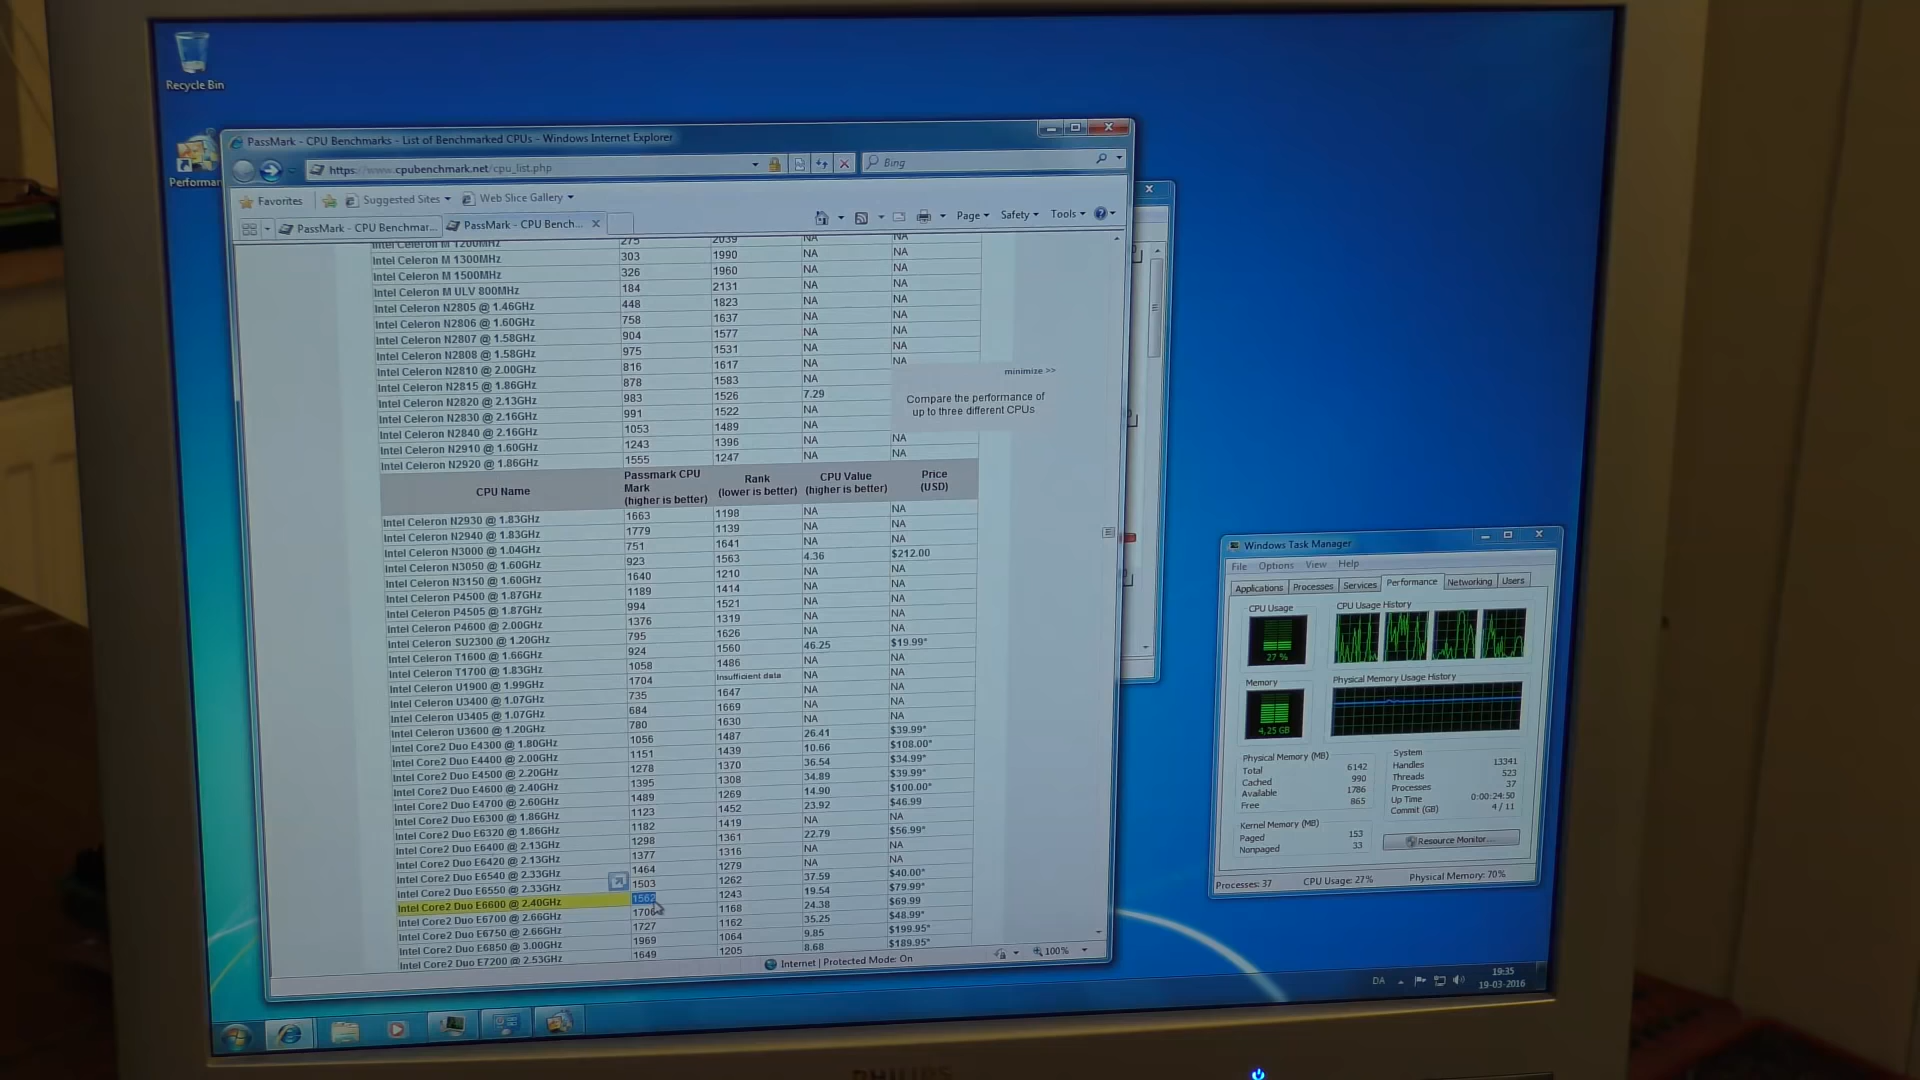 Recycle Bin
Performan
PassMark - CPU Benchmarks - List of Benchmarked CPUs - Windows Internet Explorer
https://www.cpubenchmark.net/cpu_list.php
Bing
Favorites Suggested Sites Web Slice Gallery
PassMark - CPU Benchmar... PassMark - CPU Bench... Page Safety Tools
Intel Celeron M 1200MHz 275 2039 NA NA
Intel Celeron M 1300MHz 303 1990 NA NA
Intel Celeron M 1500MHz 326 1960 NA NA
Intel Celeron M ULV 800MHz 184 2131 NA NA
Intel Celeron N2805 @ 1.46GHz 448 1823 NA NA
Intel Celeron N2806 @ 1.60GHz 758 1637 NA NA
Intel Celeron N2807 @ 1.58GHz 904 1577 NA NA
Intel Celeron N2808 @ 1.58GHz 975 1531 NA NA
Intel Celeron N2810 @ 2.00GHz 816 1617 NA NA
Intel Celeron N2815 @ 1.86GHz 878 1583 NA
Intel Celeron N2820 @ 2.13GHz 983 1526 7.29
Intel Celeron N2830 @ 2.16GHz 991 1522 NA
Intel Celeron N2840 @ 2.16GHz 1053 1489 NA
Intel Celeron N2910 @ 1.60GHz 1243 1396 NA NA
Intel Celeron N2920 @ 1.86GHz 1555 1247 NA NA
minimize >>
Compare the performance of
up to three different CPUs
CPU Name Passmark CPU Mark (higher is better) Rank (lower is better) CPU Value (higher is better) Price (USD)
Intel Celeron N2930 @ 1.83GHz 1663 1198 NA NA
Intel Celeron N2940 @ 1.83GHz 1779 1139 NA NA
Intel Celeron N3000 @ 1.04GHz 751 1641 NA NA
Intel Celeron N3050 @ 1.60GHz 923 1563 4.36 $212.00
Intel Celeron N3150 @ 1.60GHz 1640 1210 NA NA
Intel Celeron P4500 @ 1.87GHz 1189 1414 NA NA
Intel Celeron P4505 @ 1.87GHz 994 1521 NA NA
Intel Celeron P4600 @ 2.00GHz 1376 1319 NA NA
Intel Celeron SU2300 @ 1.20GHz 795 1626 NA NA
Intel Celeron T1600 @ 1.66GHz 924 1560 46.25 $19.99*
Intel Celeron T1700 @ 1.83GHz 1058 1486 NA NA
Intel Celeron U1900 @ 1.99GHz 1704 Insufficient data NA NA
Intel Celeron U3400 @ 1.07GHz 735 1647 NA NA
Intel Celeron U3405 @ 1.07GHz 684 1669 NA NA
Intel Celeron U3600 @ 1.20GHz 780 1630 NA NA
Intel Core2 Duo E4300 @ 1.80GHz 1056 1487 26.41 $39.99*
Intel Core2 Duo E4400 @ 2.00GHz 1151 1439 10.66 $108.00*
Intel Core2 Duo E4500 @ 2.20GHz 1278 1370 36.54 $34.99*
Intel Core2 Duo E4600 @ 2.40GHz 1395 1308 34.89 $39.99*
Intel Core2 Duo E4700 @ 2.60GHz 1489 1269 14.90 $100.00*
Intel Core2 Duo E6300 @ 1.86GHz 1123 1452 23.92 $46.99
Intel Core2 Duo E6320 @ 1.86GHz 1182 1419 NA NA
Intel Core2 Duo E6400 @ 2.13GHz 1298 1361 22.79 $56.99*
Intel Core2 Duo E6420 @ 2.13GHz 1377 1316 NA NA
Intel Core2 Duo E6540 @ 2.33GHz 1464 1279 NA NA
Intel Core2 Duo E6550 @ 2.33GHz 1503 1262 37.59 $40.00*
Intel Core2 Duo E6600 @ 2.40GHz 1562 1243 19.54 $79.99*
Intel Core2 Duo E6700 @ 2.66GHz 1706 1168 24.38 $69.99
Intel Core2 Duo E6750 @ 2.66GHz 1727 1162 35.25 $48.99*
Intel Core2 Duo E6850 @ 3.00GHz 1969 1064 9.85 $199.95*
Intel Core2 Duo E7200 @ 2.53GHz 1649 1205 8.68 $189.95*
Internet | Protected Mode: On 100%
Windows Task Manager
File Options View Help
Applications Processes Services Performance Networking Users
CPU Usage CPU Usage History
27 %
Memory Physical Memory Usage History
4,25 GB
Physical Memory (MB)
Total 6142
Cached 990
Available 1786
Free 865
Kernel Memory (MB)
Paged 153
Nonpaged 33
System
Handles 13341
Threads 523
Processes 37
Up Time 0:00:24:50
Commit (GB) 4 / 11
Resource Monitor...
Processes: 37 CPU Usage: 27% Physical Memory: 70%
DA
19:35
19-03-2016
PHILIPS